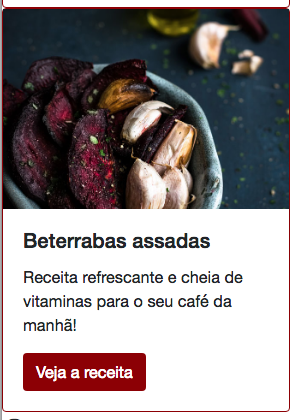 Beterrabas assadas
Receita refrescante e cheia de
vitaminas para o seu café da
manhã!
Veja a receita